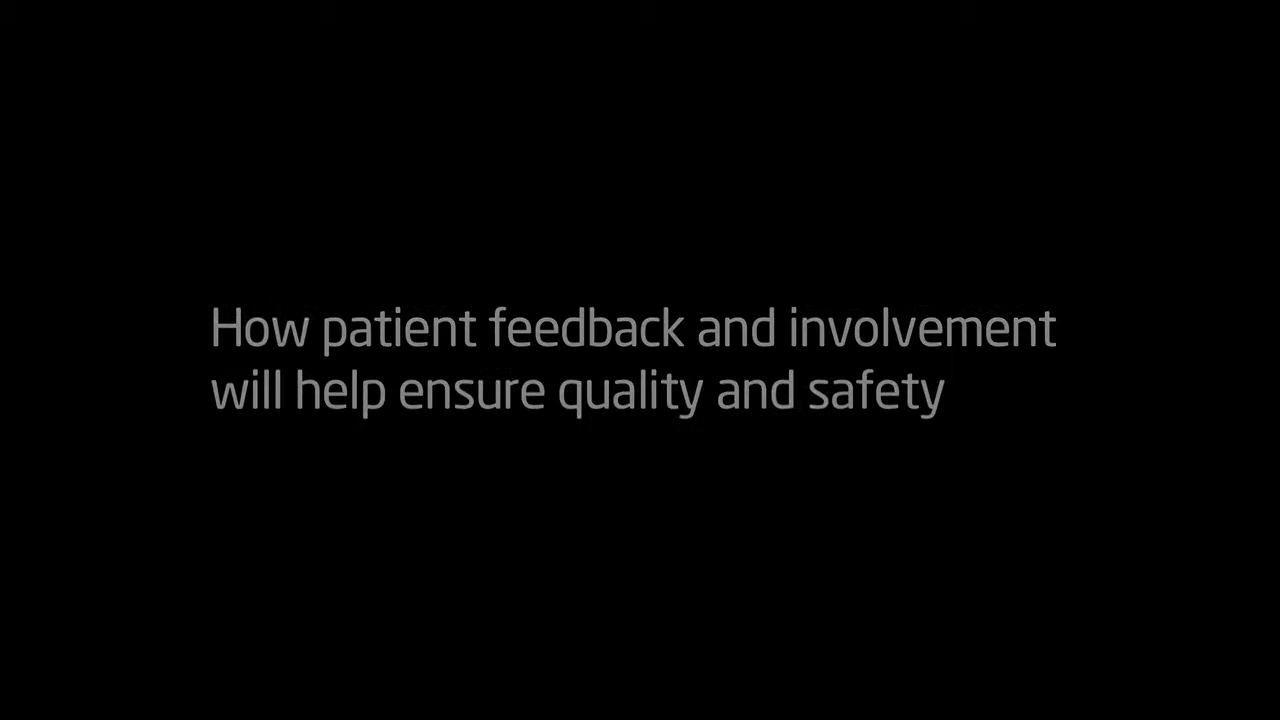 How patient feedback and involvement
will help ensure quality and safety